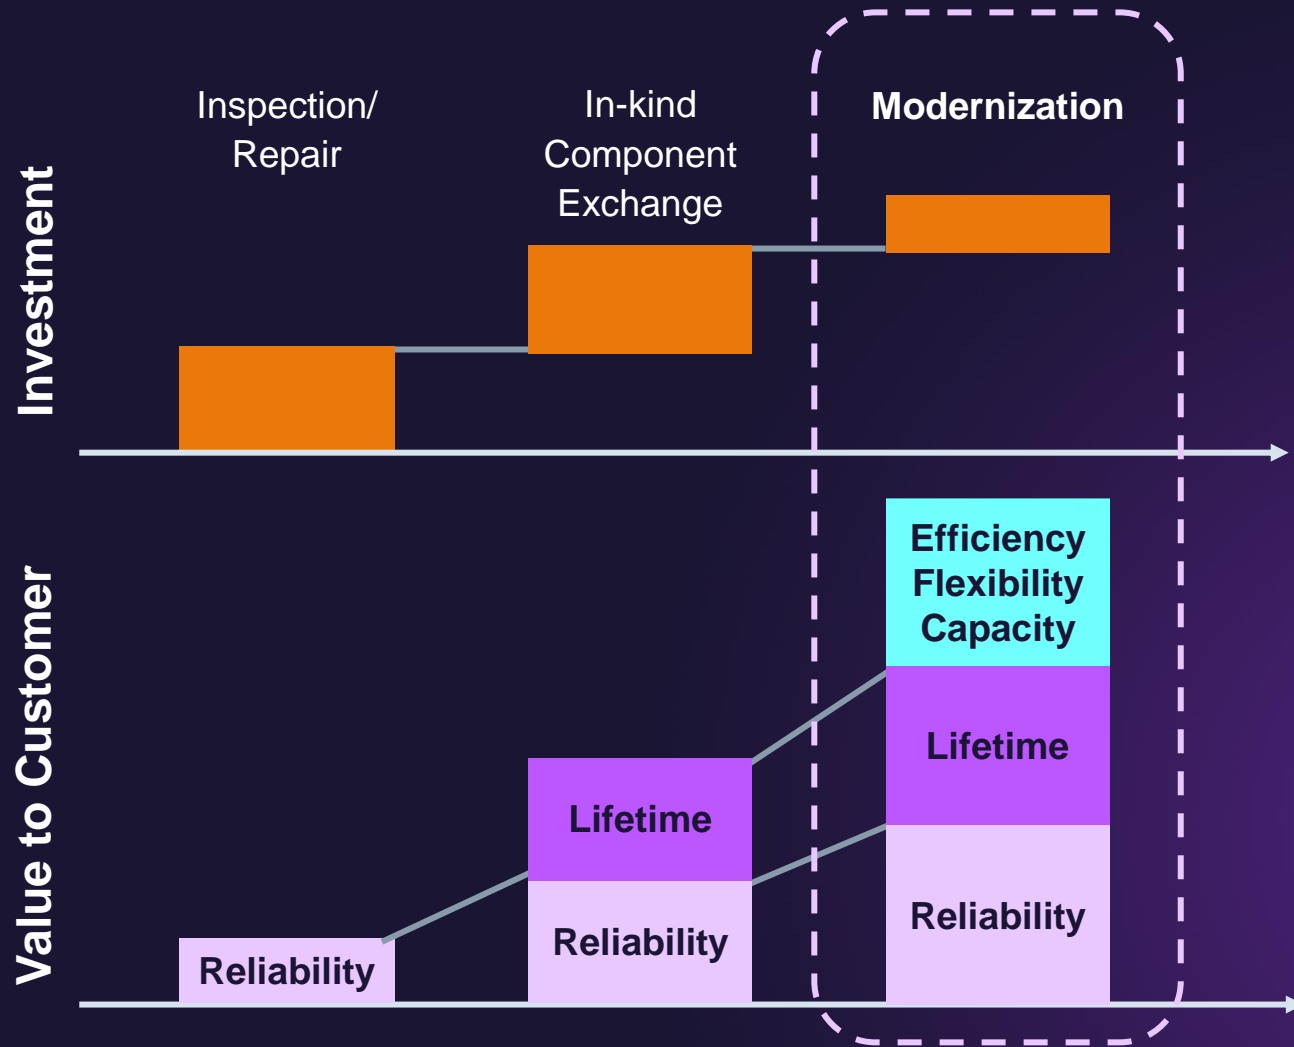 Investment
Inspection/
Repair
In-kind
Component
Exchange
Modernization
Value to Customer
Reliability
Lifetime
Reliability
Efficiency
Flexibility
Capacity
Lifetime
Reliability